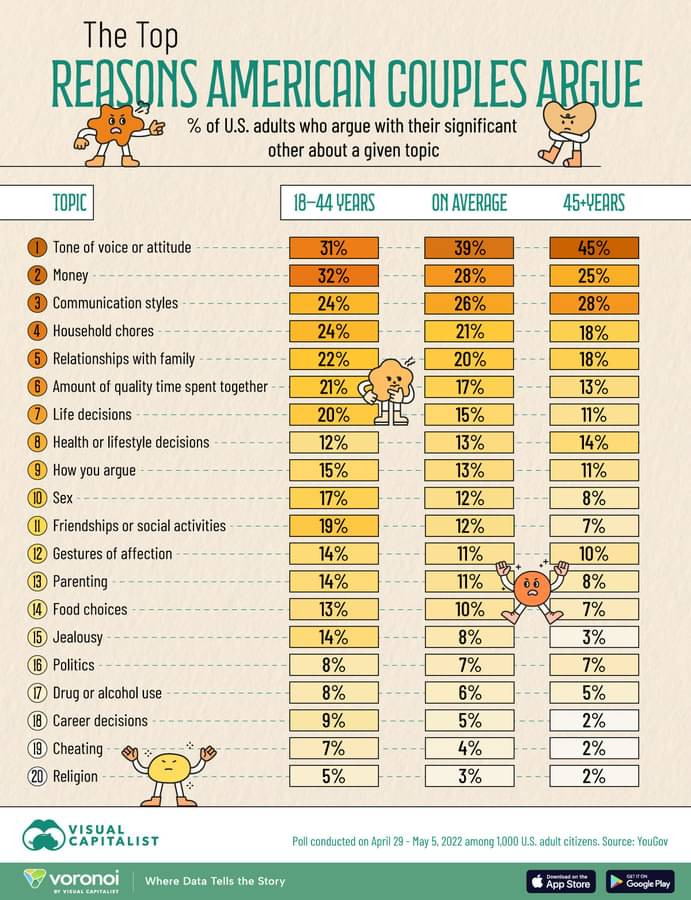 The Top
REASONS AMERICAN COUPLES ARGUE
% of U.S. adults who argue with their significant
other about a given topic
TOPIC 18–44 YEARS ON AVERAGE 45+YEARS
1 Tone of voice or attitude 31% 39% 45%
2 Money 32% 28% 25%
3 Communication styles 24% 26% 28%
4 Household chores 24% 21% 18%
5 Relationships with family 22% 20% 18%
6 Amount of quality time spent together 21% 17% 13%
7 Life decisions 20% 15% 11%
8 Health or lifestyle decisions 12% 13% 14%
9 How you argue 15% 13% 11%
10 Sex 17% 12% 8%
11 Friendships or social activities 19% 12% 7%
12 Gestures of affection 14% 11% 10%
13 Parenting 14% 11% 8%
14 Food choices 13% 10% 7%
15 Jealousy 14% 8% 3%
16 Politics 8% 7% 7%
17 Drug or alcohol use 8% 6% 5%
18 Career decisions 9% 5% 2%
19 Cheating 7% 4% 2%
20 Religion 5% 3% 2%
VISUAL
CAPITALIST
Poll conducted on April 29 - May 5, 2022 among 1,000 U.S. adult citizens. Source: YouGov
voronoi
BY VISUAL CAPITALIST
Where Data Tells the Story
Download on the
App Store
GET IT ON
Google Play